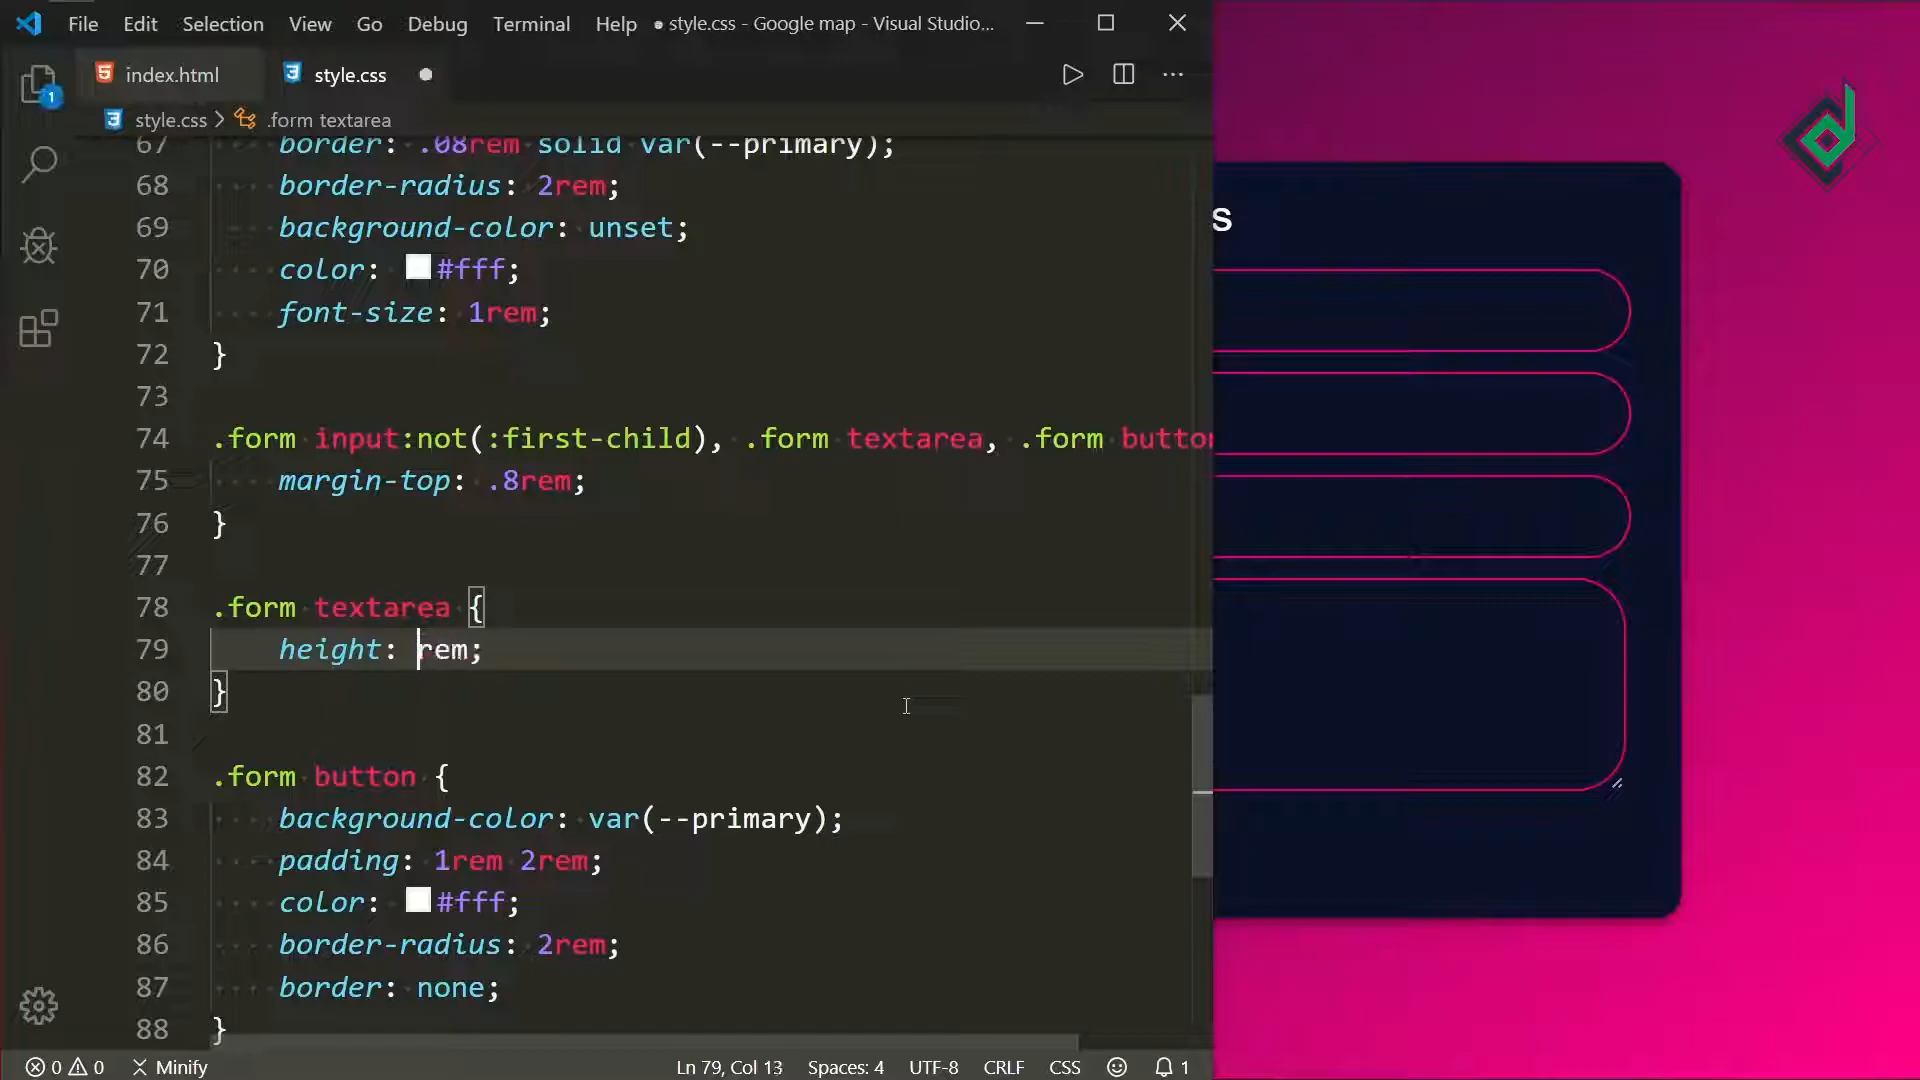 File Edit Selection View Go Debug Terminal Help ● style.css - Google map - Visual Studio...
index.html style.css
style.css > .form textarea
67 border: .08rem solid var(--primary);
68 border-radius: 2rem;
69 background-color: unset;
70 color: #fff;
71 font-size: 1rem;
72 }
73
74 .form input:not(:first-child), .form textarea, .form button
75 margin-top: .8rem;
76 }
77
78 .form textarea {
79 height: rem;
80 }
81
82 .form button {
83 background-color: var(--primary);
84 padding: 1rem 2rem;
85 color: #fff;
86 border-radius: 2rem;
87 border: none;
88 }
s
1
0 0 Minify Ln 79, Col 13 Spaces: 4 UTF-8 CRLF CSS 1